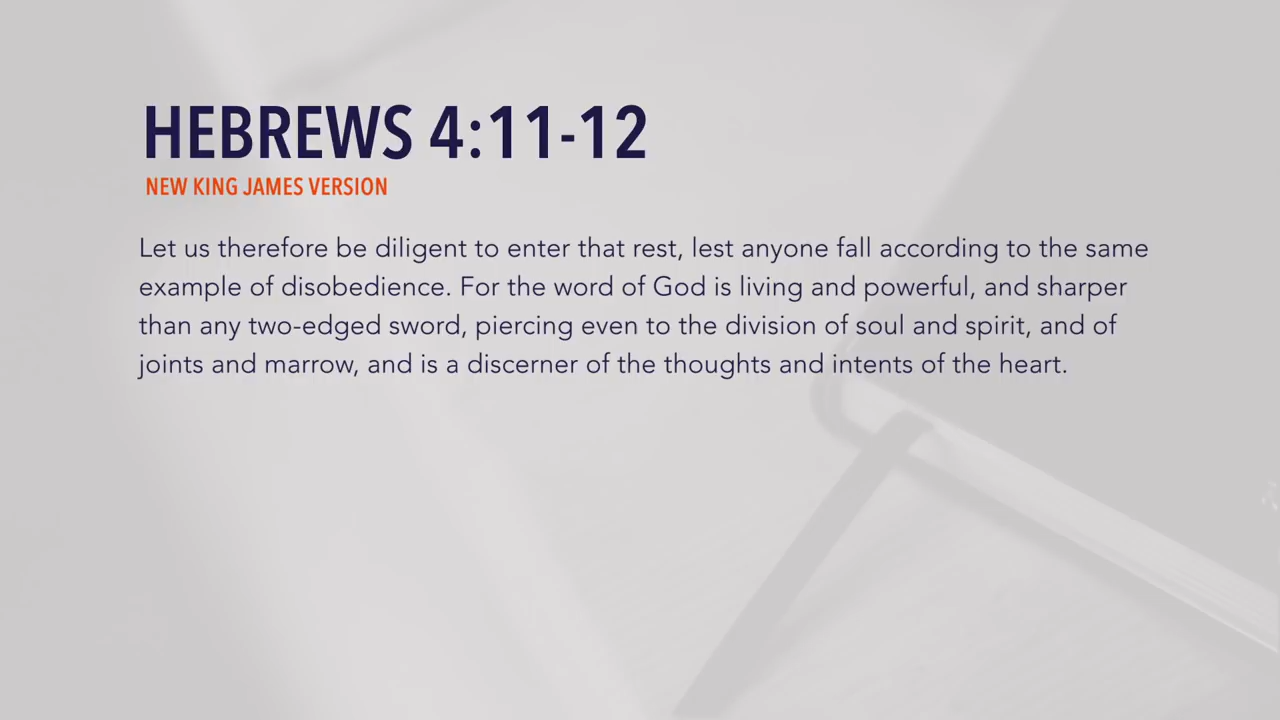 HEBREWS 4:11-12
NEW KING JAMES VERSION
Let us therefore be diligent to enter that rest, lest anyone fall according to the same
example of disobedience. For the word of God is living and powerful, and sharper
than any two-edged sword, piercing even to the division of soul and spirit, and of
joints and marrow, and is a discerner of the thoughts and intents of the heart.